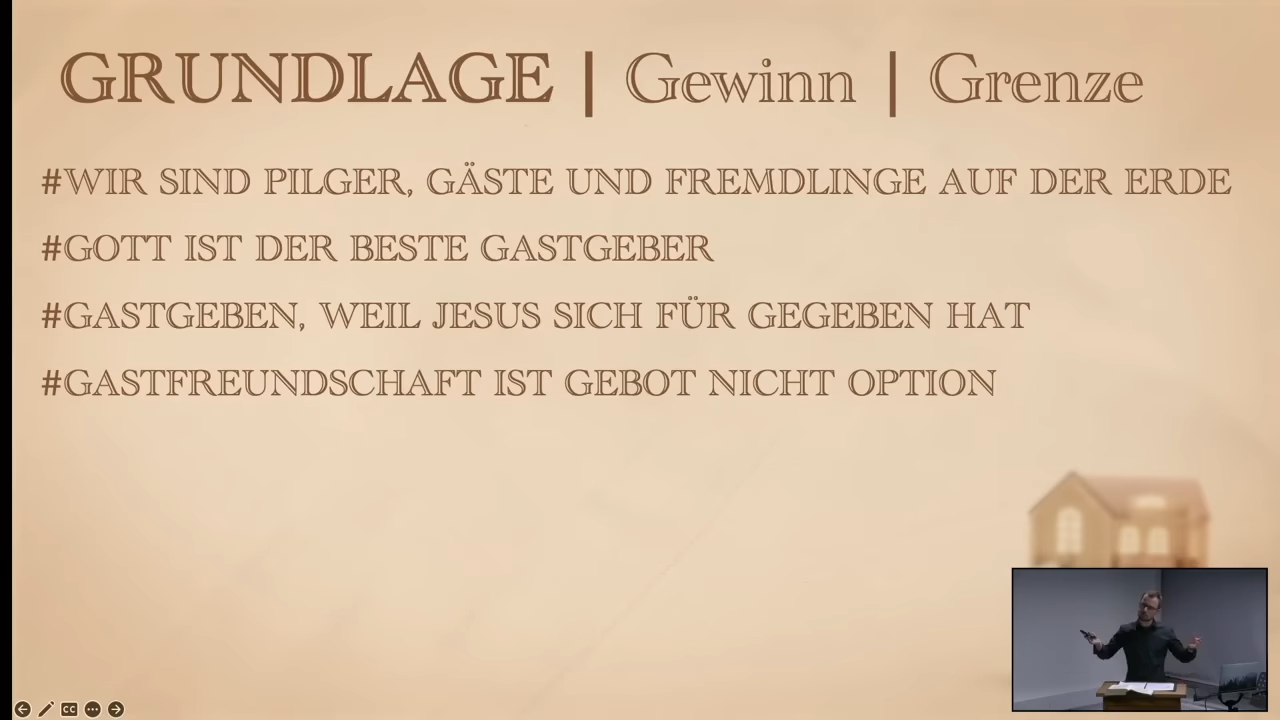 GRUNDLAGE | Gewinn | Grenze
#WIR SIND PILGER, GÄSTE UND FREMDLINGE AUF DER ERDE
#GOTT IST DER BESTE GASTGEBER
#GASTGEBEN, WEIL JESUS SICH FÜR GEGEBEN HAT
#GASTFREUNDSCHAFT IST GEBOT NICHT OPTION
CC